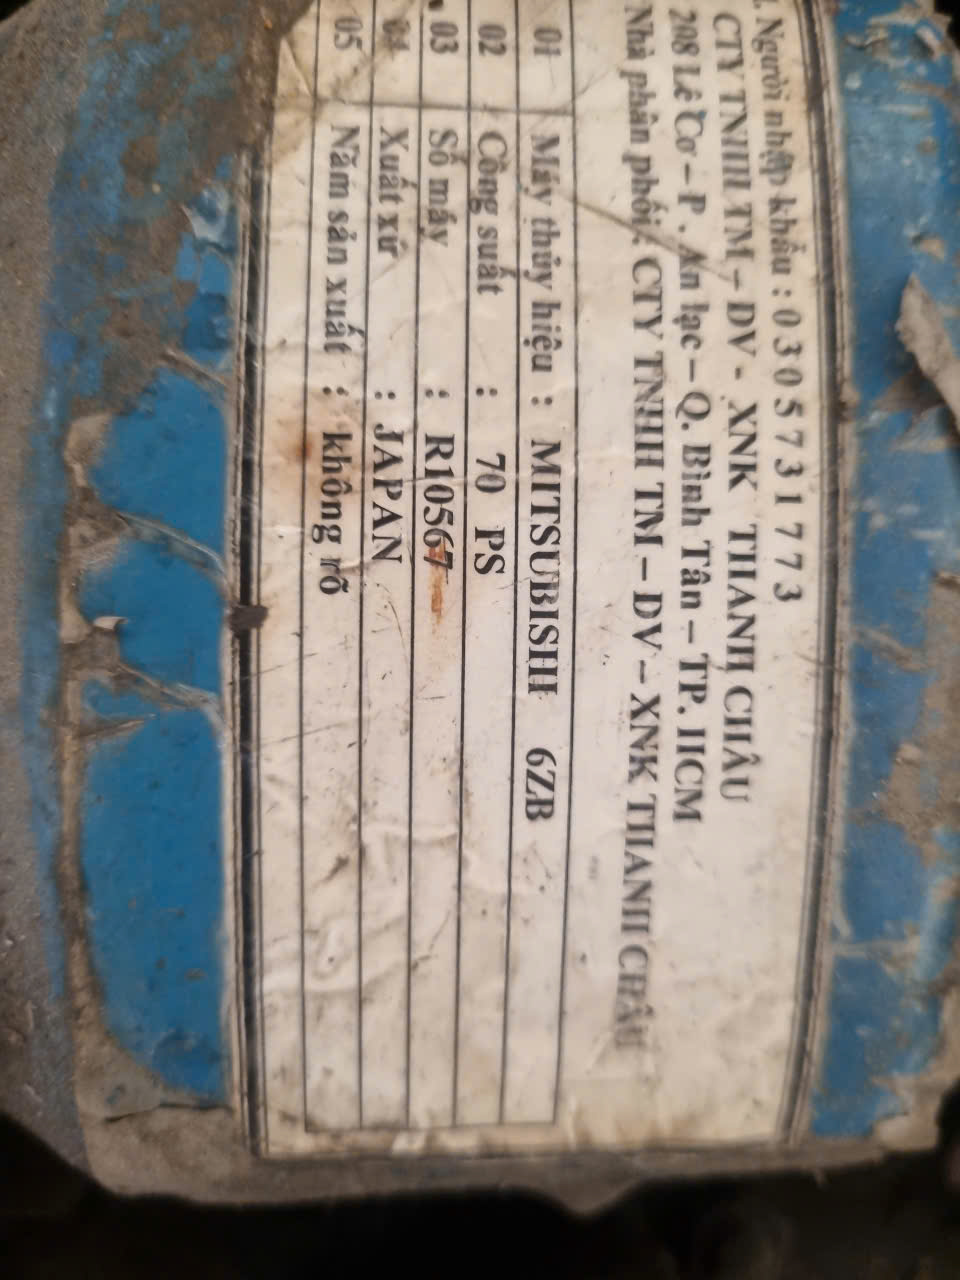 Người nhập khẩu : 0305731773
CTY TNHH TM – DV - XNK THANH CHÂU
208 Lê Cơ – P . An lạc – Q. Bình Tân – TP. HCM
Nhà phân phối: CTY TNHH TM – DV – XNK THANH CHÂU
01 Máy thủy hiệu : MITSUBISHI 6ZB
02 Công suất : 70 PS
03 Số máy : R10567
04 Xuất xứ : JAPAN
05 Năm sản xuất : không rõ